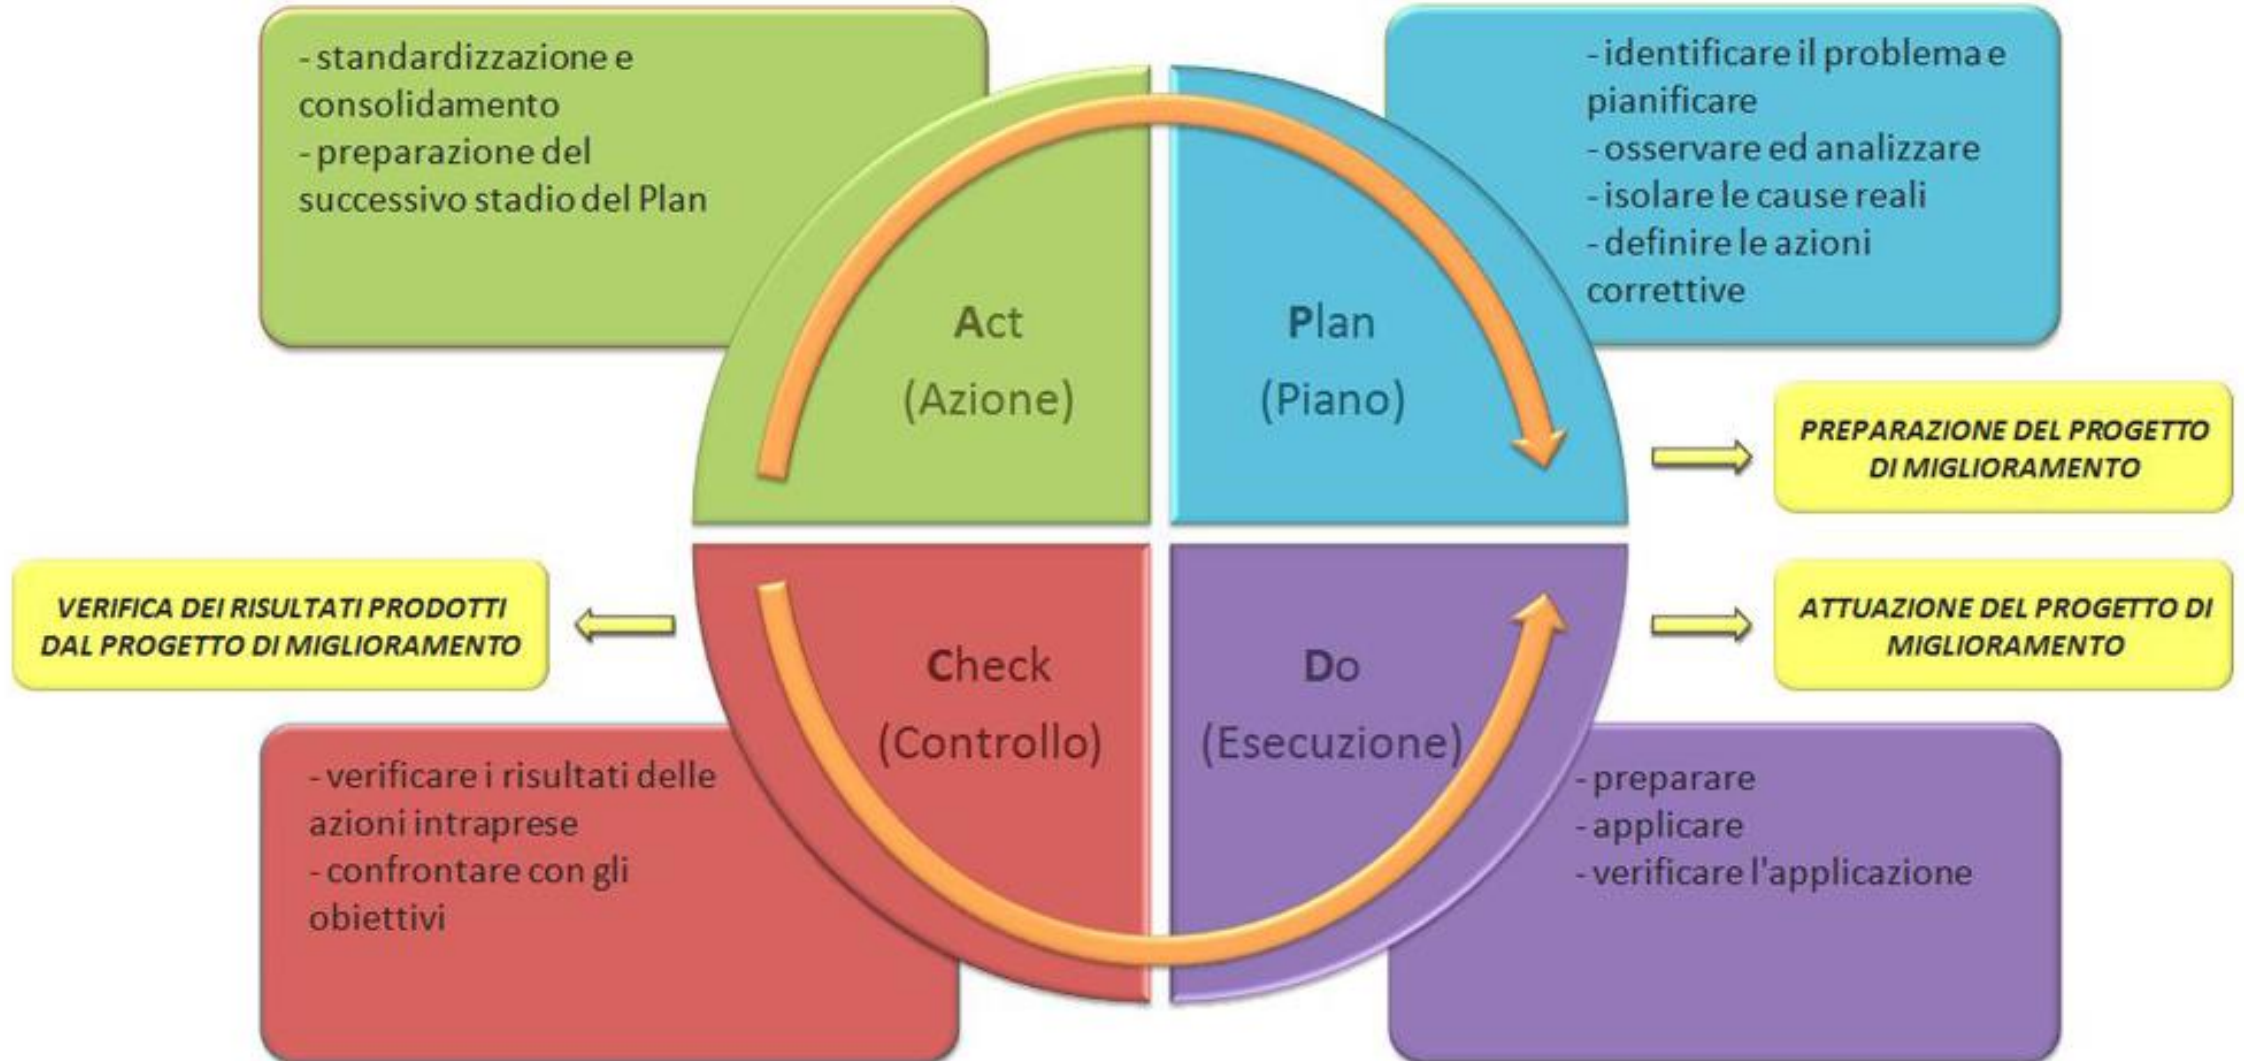 - standardizzazione e
consolidamento
- preparazione del
successivo stadio del Plan
- identificare il problema e
pianificare
- osservare ed analizzare
- isolare le cause reali
- definire le azioni
correttive
Act
(Azione)
Plan
(Piano)
PREPARAZIONE DEL PROGETTO
DI MIGLIORAMENTO
VERIFICA DEI RISULTATI PRODOTTI
DAL PROGETTO DI MIGLIORAMENTO
Check
(Controllo)
Do
(Esecuzione)
ATTUAZIONE DEL PROGETTO DI
MIGLIORAMENTO
- verificare i risultati delle
azioni intraprese
- confrontare con gli
obiettivi
- preparare
- applicare
- verificare l'applicazione